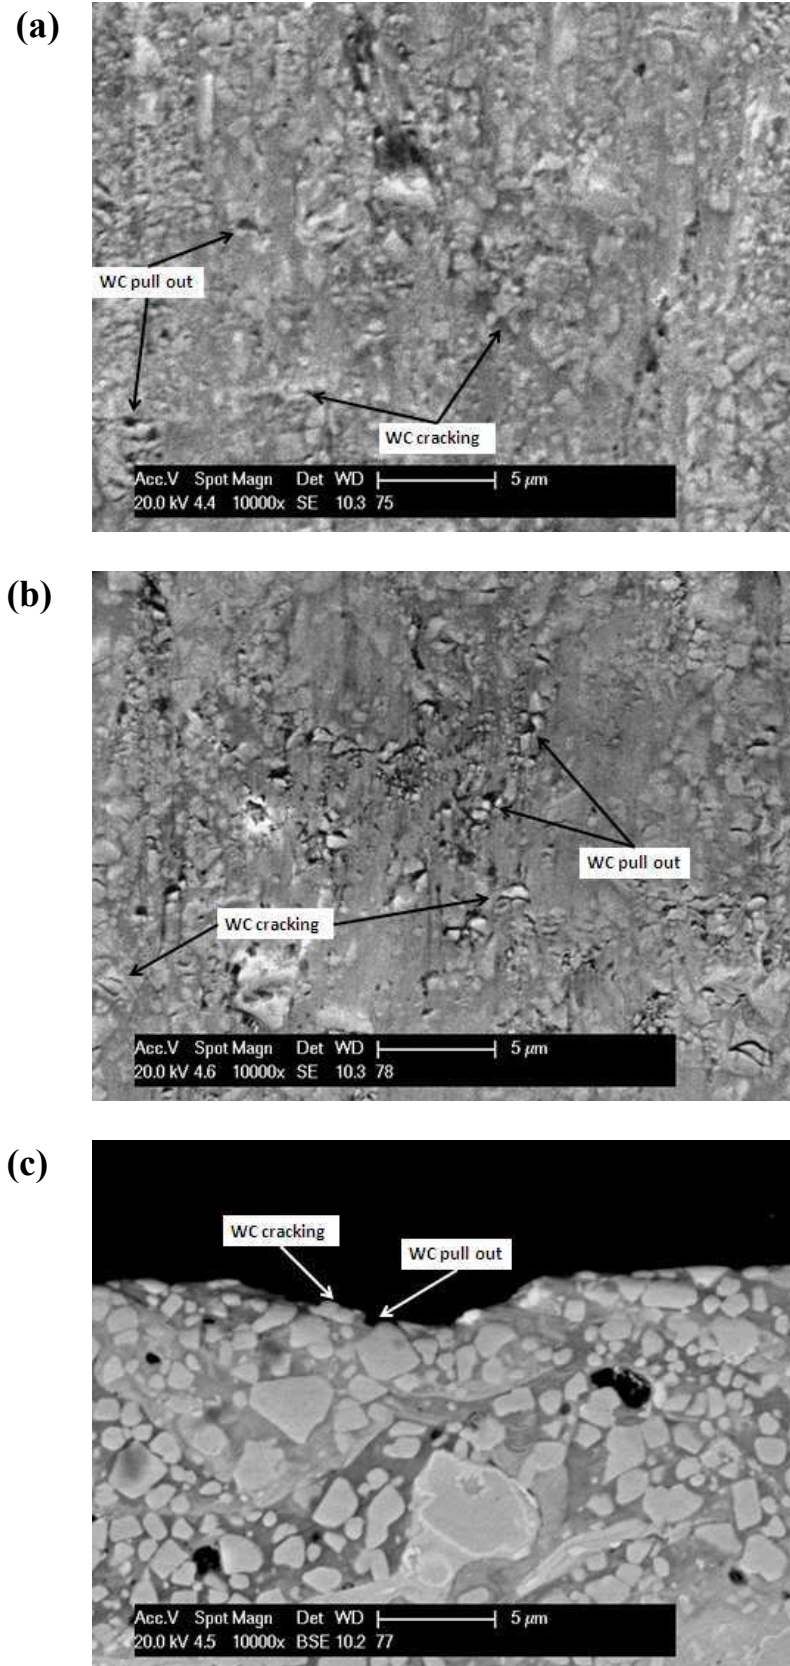 (a)
WC pull out
WC cracking
Acc.V Spot Magn Det WD 5 µm
20.0 kV 4.4 10000x SE 10.3 75
(b)
WC pull out
WC cracking
Acc.V Spot Magn Det WD 5 µm
20.0 kV 4.6 10000x SE 10.3 78
(c)
WC cracking
WC pull out
Acc.V Spot Magn Det WD 5 µm
20.0 kV 4.5 10000x BSE 10.2 77